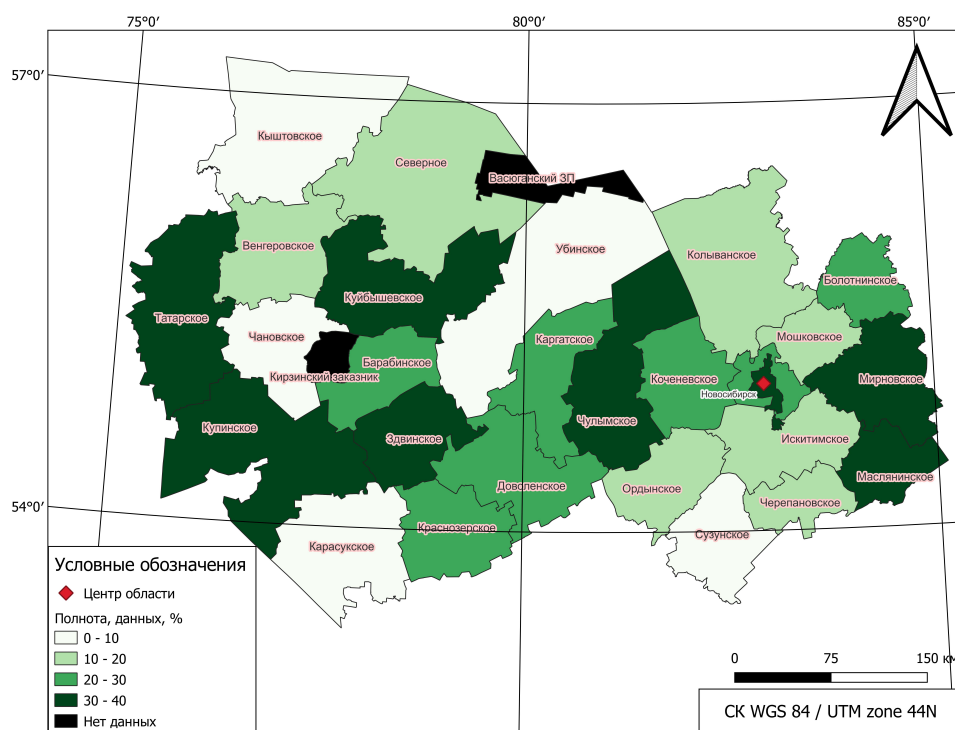 75°0'
80°0'
85°0'
57°0'
Кыштовское
Северное
Васюганский ЗП
Венгеровское
Убинское
Колыванское
Болотнинское
Куйбышевское
Татарское
Чановское
Каргатское
Мошковское
Барабинское
Кирзинский заказник
Коченевское
Мирновское
Новосибирск
Купинское
Чулымское
Здвинское
Искитимское
Маслянинское
Доволенское
Ордынское
Черепановское
54°0'
Краснозерское
Сузунское
Карасукское
Условные обозначения
Центр области
Полнота, данных, %
0 - 10
10 - 20
20 - 30
30 - 40
Нет данных
0 75 150 км
СК WGS 84 / UTM zone 44N